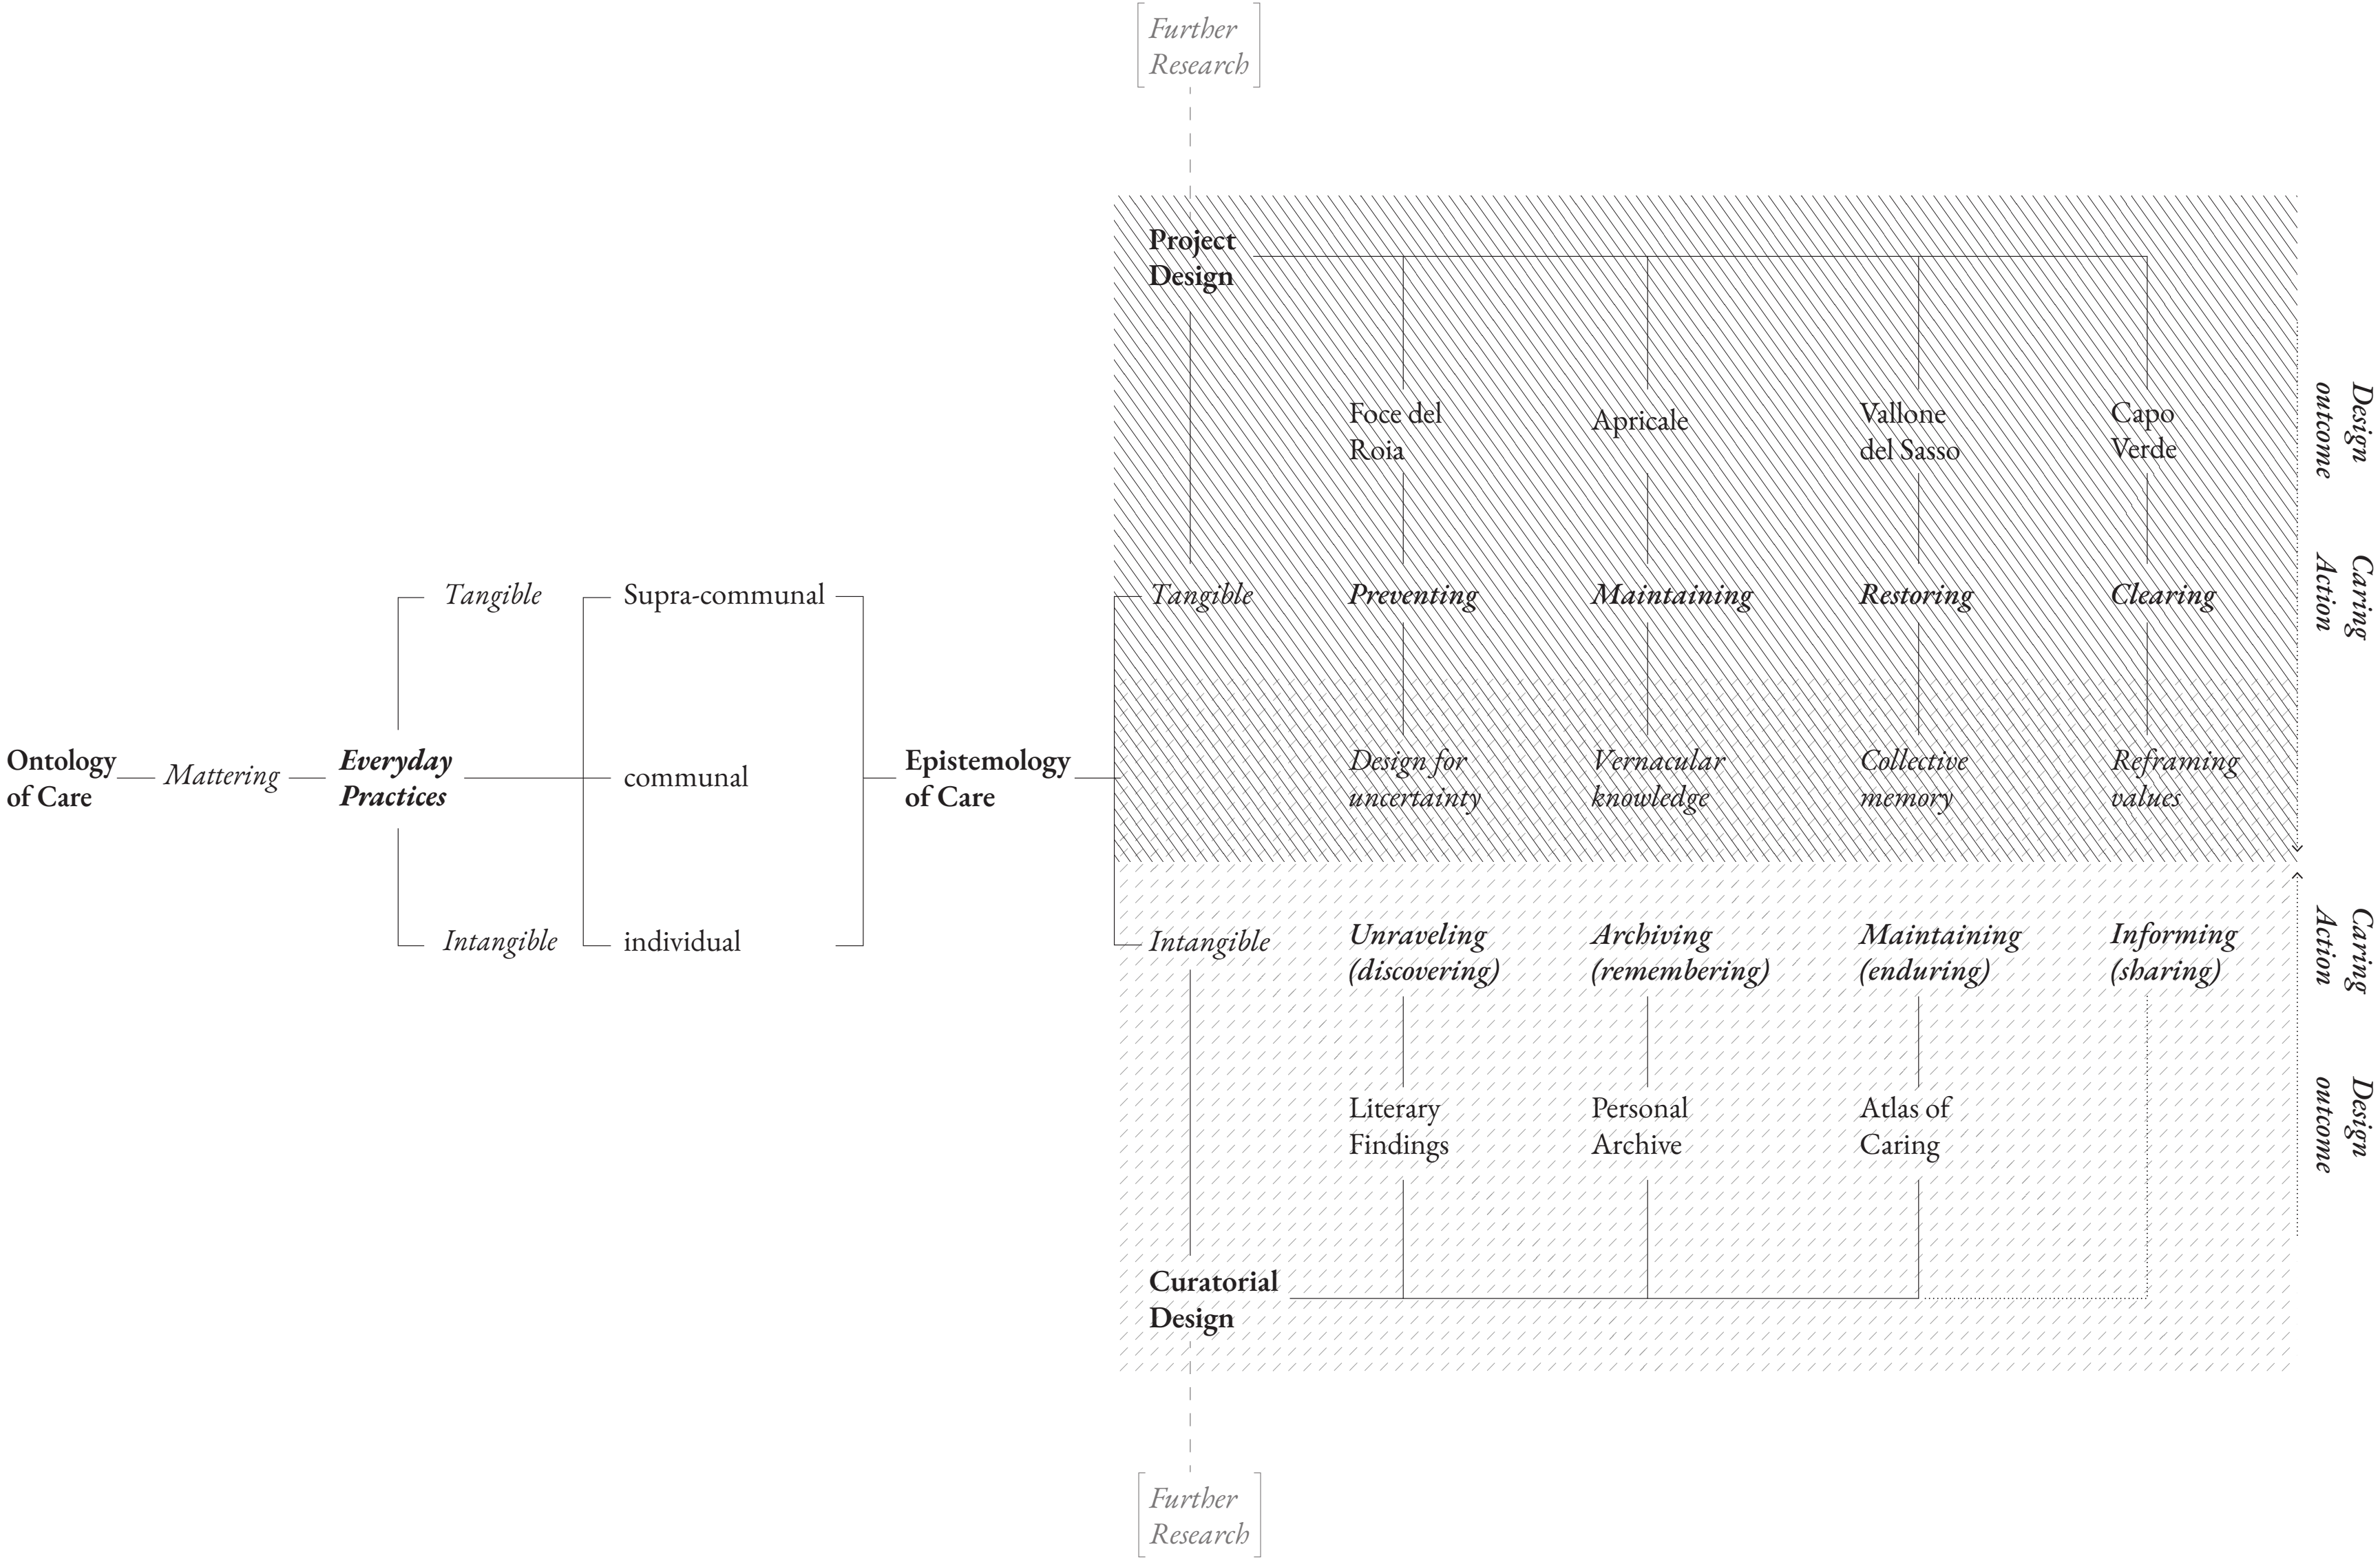 Further
Research
Project
Design
Foce del
Roia
Apricale
Vallone
del Sasso
Capo
Verde
Design
outcome
Tangible
Supra-communal
Tangible
Preventing
Maintaining
Restoring
Clearing
Caring
Action
Ontology
of Care
Mattering
Everyday
Practices
communal
Epistemology
of Care
Design for
uncertainty
Vernacular
knowledge
Collective
memory
Reframing
values
Intangible
individual
Intangible
Unraveling
(discovering)
Archiving
(remembering)
Maintaining
(enduring)
Informing
(sharing)
Caring
Action
Literary
Findings
Personal
Archive
Atlas of
Caring
Design
outcome
Curatorial
Design
Further
Research